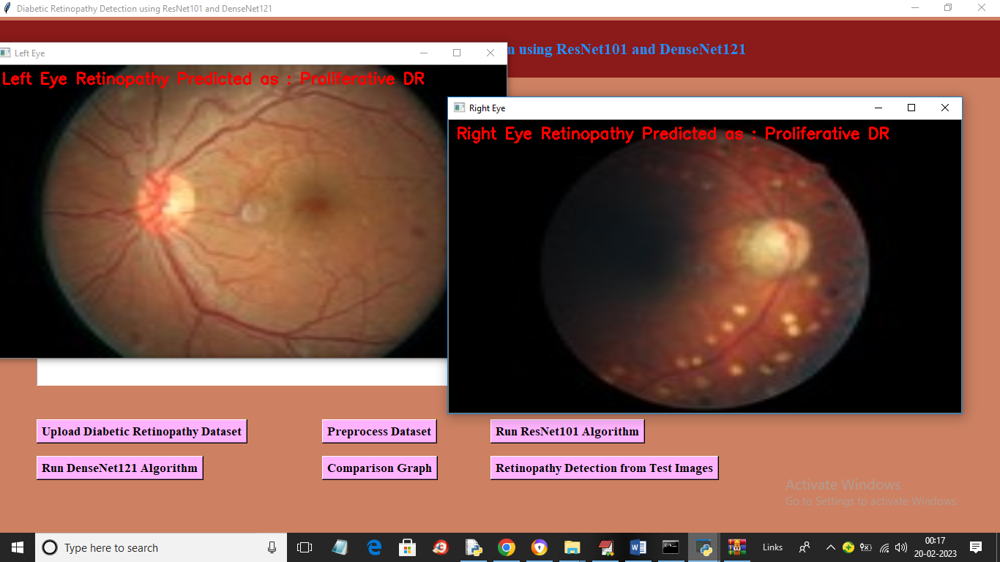 Diabetic Retinopathy Detection using ResNet101 and DenseNet121
using ResNet101 and DenseNet121
Left Eye
Left Eye Retinopathy Predicted as : Proliferative DR
Right Eye
Right Eye Retinopathy Predicted as : Proliferative DR
Upload Diabetic Retinopathy Dataset
Preprocess Dataset
Run ResNet101 Algorithm
Run DenseNet121 Algorithm
Comparison Graph
Retinopathy Detection from Test Images
Activate Windows
Go to Settings to activate Windows.
Type here to search
Links
00:17
20-02-2023